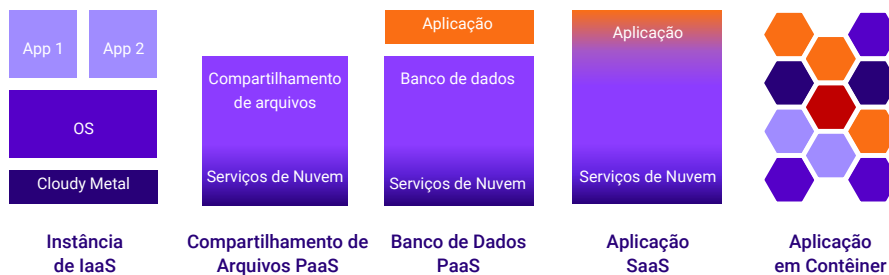 App 1
App 2
OS
Cloudy Metal
Instância
de IaaS
Compartilhamento
de arquivos
Serviços de Nuvem
Compartilhamento de
Arquivos PaaS
Aplicação
Banco de dados
Serviços de Nuvem
Banco de Dados
PaaS
Aplicação
Serviços de Nuvem
Aplicação
SaaS
Aplicação
em Contêiner